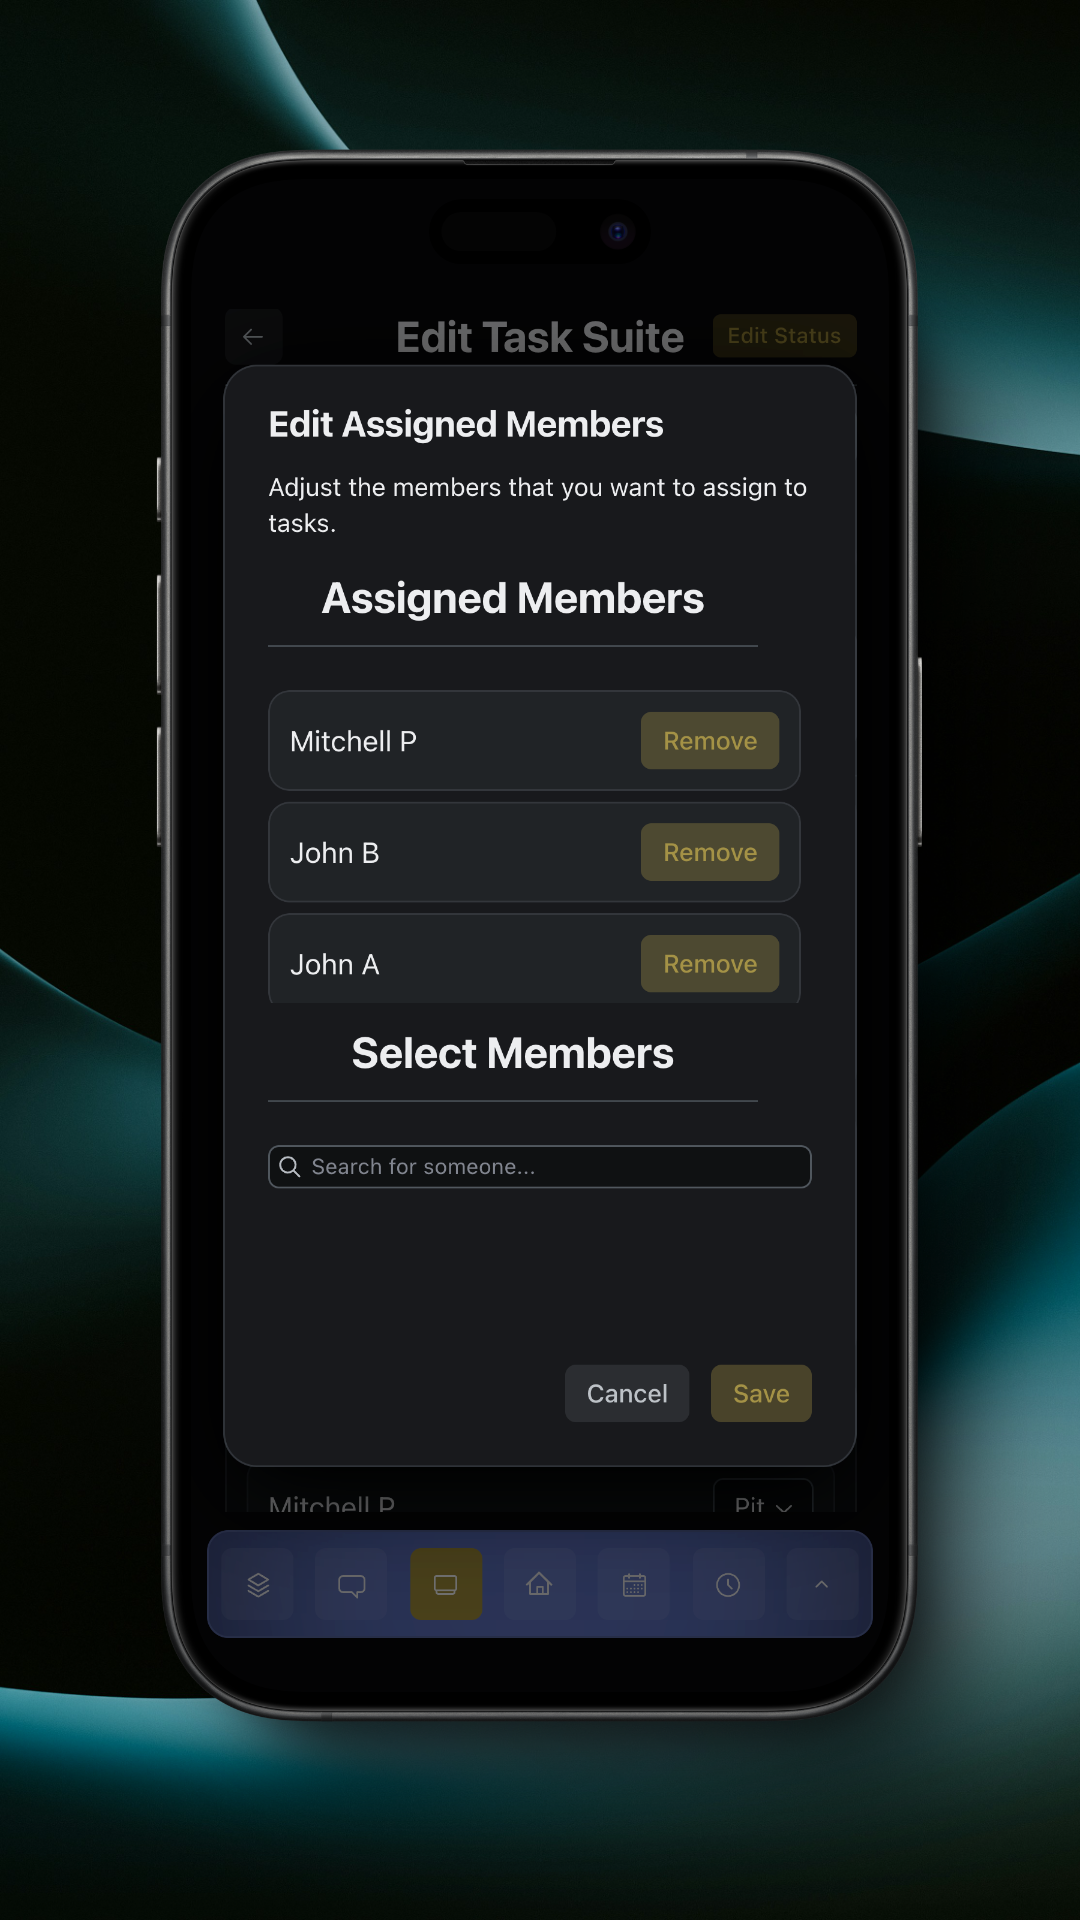 Edit Task Suite
Edit Status
Edit Assigned Members
Adjust the members that you want to assign to
tasks.
Assigned Members
Mitchell P
Remove
John B
Remove
John A
Remove
Select Members
Search for someone...
Cancel
Save
Mitchell P
Pit